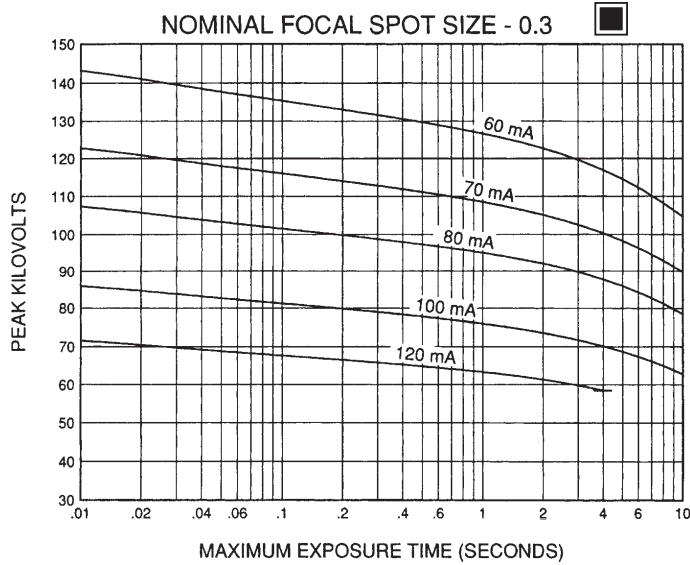 NOMINAL FOCAL SPOT SIZE - 0.3
150
140
130
120
110
100
90
80
70
60
50
40
30
PEAK KILOVOLTS
60 mA
70 mA
80 mA
100 mA
120 mA
.01 .02 .04 .06 .1 .2 .4 .6 1 2 4 6 10
MAXIMUM EXPOSURE TIME (SECONDS)